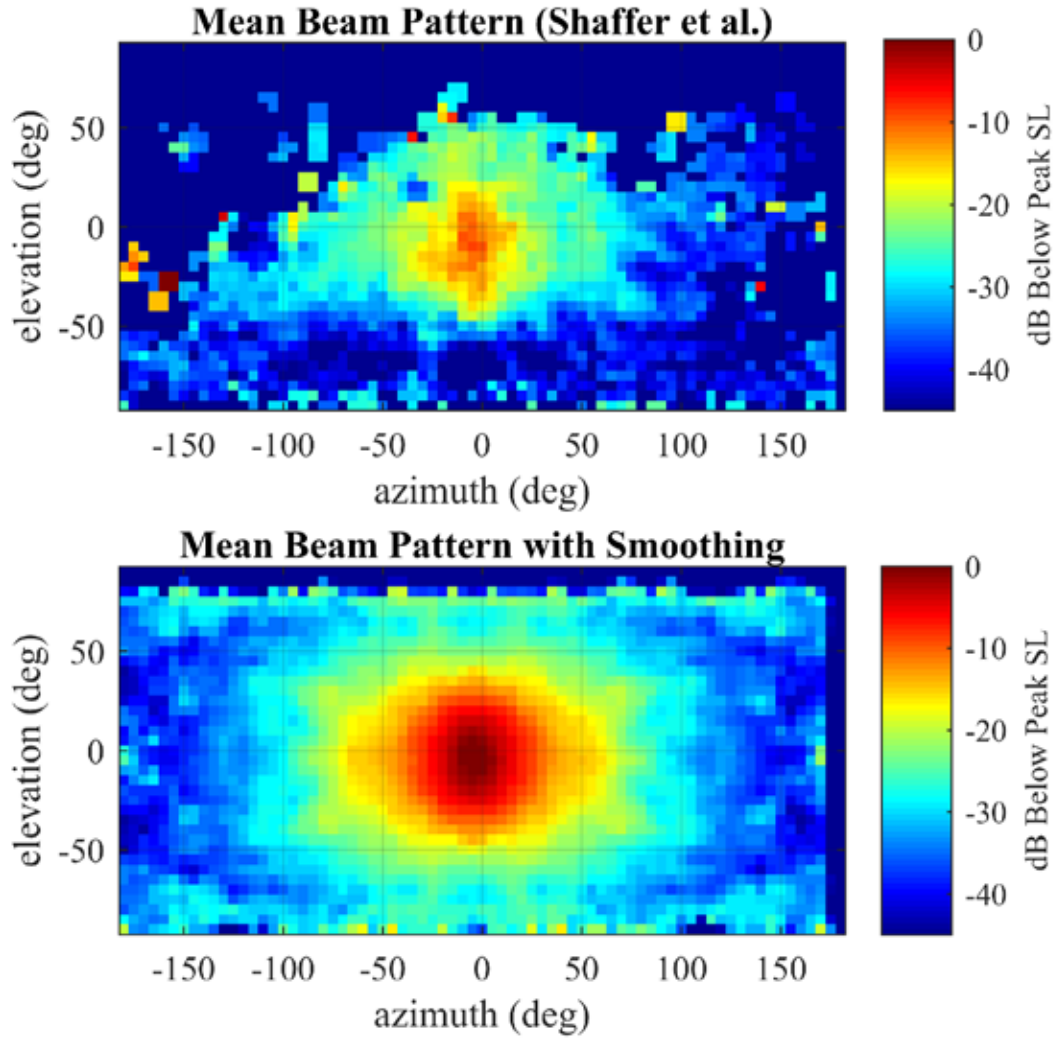 Mean Beam Pattern (Shaffer et al.)
50
0
-50
elevation (deg)
-150 -100 -50 0 50 100 150
azimuth (deg)
0
-10
-20
-30
-40
dB Below Peak SL
Mean Beam Pattern with Smoothing
50
0
-50
elevation (deg)
-150 -100 -50 0 50 100 150
azimuth (deg)
0
-10
-20
-30
-40
dB Below Peak SL